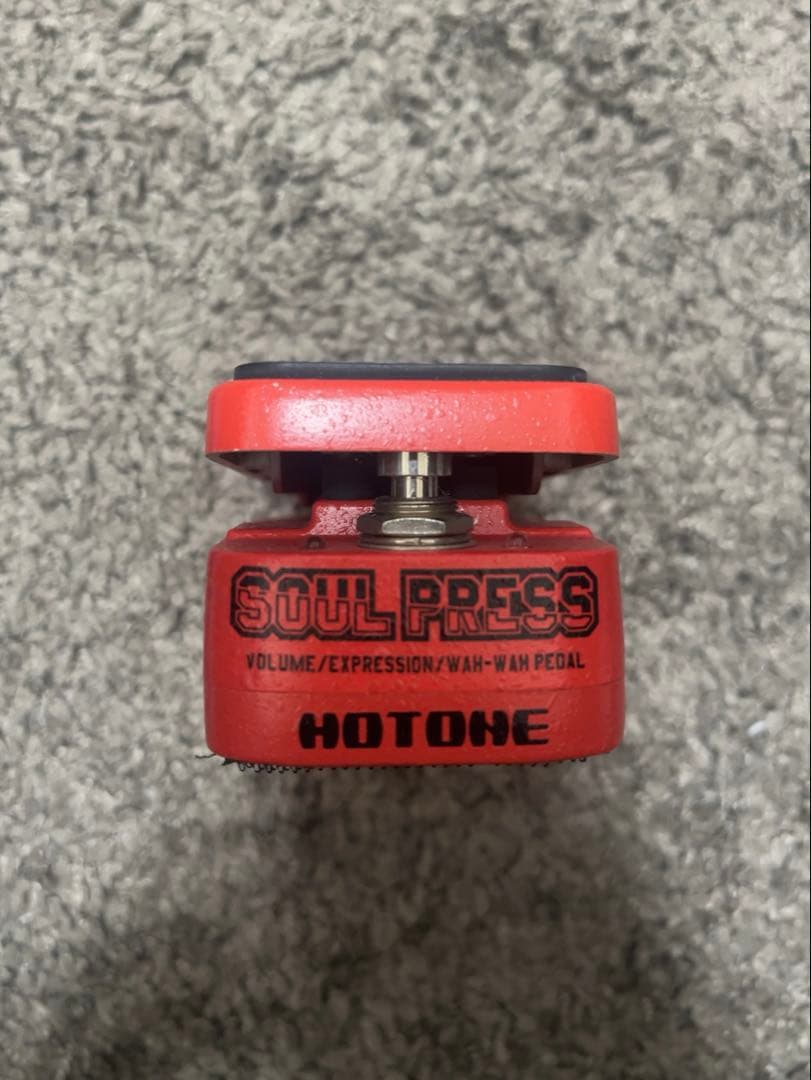 SOUL PRESS
VOLUME/EXPRESSION/WAH-WAH PEDAL
HOTONE